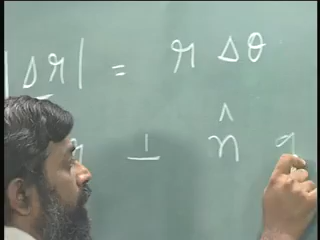 |Δr| = r Δθ
⊥ n̂